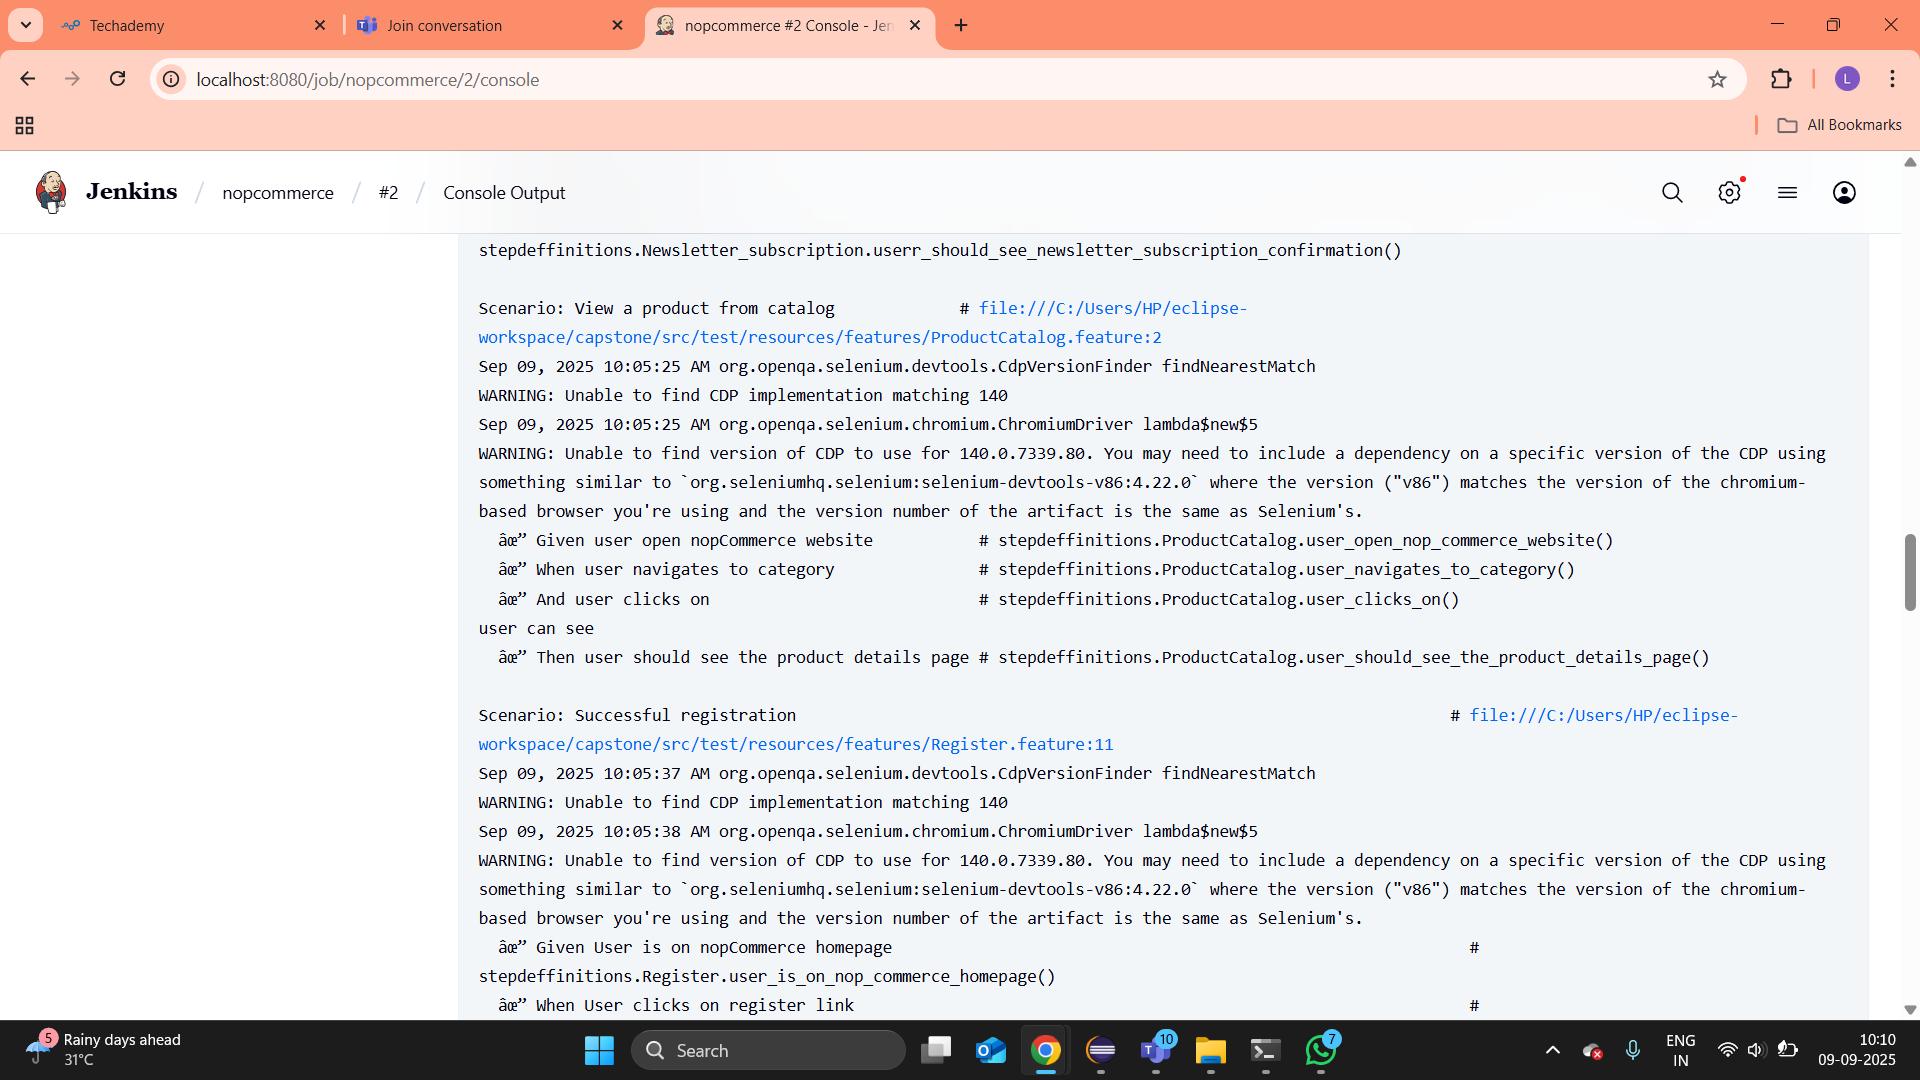 Techademy
Join conversation
nopcommerce #2 Console - Jen
localhost:8080/job/nopcommerce/2/console
L
All Bookmarks
Jenkins / nopcommerce / #2 / Console Output
stepdeffinitions.Newsletter_subscription.userr_should_see_newsletter_subscription_confirmation()
Scenario: View a product from catalog # file:///C:/Users/HP/eclipse-
workspace/capstone/src/test/resources/features/ProductCatalog.feature:2
Sep 09, 2025 10:05:25 AM org.openqa.selenium.devtools.CdpVersionFinder findNearestMatch
WARNING: Unable to find CDP implementation matching 140
Sep 09, 2025 10:05:25 AM org.openqa.selenium.chromium.ChromiumDriver lambda$new$5
WARNING: Unable to find version of CDP to use for 140.0.7339.80. You may need to include a dependency on a specific version of the CDP using
something similar to `org.seleniumhq.selenium:selenium-devtools-v86:4.22.0` where the version ("v86") matches the version of the chromium-
based browser you're using and the version number of the artifact is the same as Selenium's.
âœ” Given user open nopCommerce website # stepdeffinitions.ProductCatalog.user_open_nop_commerce_website()
âœ” When user navigates to category # stepdeffinitions.ProductCatalog.user_navigates_to_category()
âœ” And user clicks on # stepdeffinitions.ProductCatalog.user_clicks_on()
user can see
âœ” Then user should see the product details page # stepdeffinitions.ProductCatalog.user_should_see_the_product_details_page()
Scenario: Successful registration # file:///C:/Users/HP/eclipse-
workspace/capstone/src/test/resources/features/Register.feature:11
Sep 09, 2025 10:05:37 AM org.openqa.selenium.devtools.CdpVersionFinder findNearestMatch
WARNING: Unable to find CDP implementation matching 140
Sep 09, 2025 10:05:38 AM org.openqa.selenium.chromium.ChromiumDriver lambda$new$5
WARNING: Unable to find version of CDP to use for 140.0.7339.80. You may need to include a dependency on a specific version of the CDP using
something similar to `org.seleniumhq.selenium:selenium-devtools-v86:4.22.0` where the version ("v86") matches the version of the chromium-
based browser you're using and the version number of the artifact is the same as Selenium's.
âœ” Given User is on nopCommerce homepage #
stepdeffinitions.Register.user_is_on_nop_commerce_homepage()
âœ” When User clicks on register link #
5
Rainy days ahead
31°C
Search
10
7
ENG
IN
10:10
09-09-2025